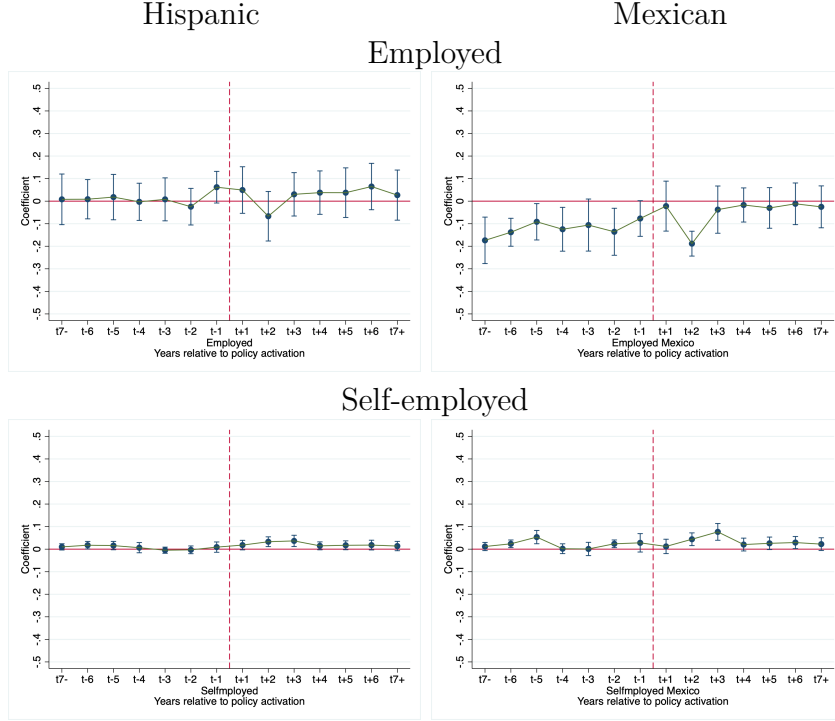 Hispanic
Mexican
Employed
Coefficient
.5
.4
.3
.2
.1
0
-.1
-.2
-.3
-.4
-.5
t7- t-6 t-5 t-4 t-3 t-2 t-1 t+1 t+2 t+3 t+4 t+5 t+6 t7+
Employed
Years relative to policy activation
Coefficient
.5
.4
.3
.2
.1
0
-.1
-.2
-.3
-.4
-.5
t7- t-6 t-5 t-4 t-3 t-2 t-1 t+1 t+2 t+3 t+4 t+5 t+6 t7+
Employed Mexico
Years relative to policy activation
Self-employed
Coefficient
.5
.4
.3
.2
.1
0
-.1
-.2
-.3
-.4
-.5
t7- t-6 t-5 t-4 t-3 t-2 t-1 t+1 t+2 t+3 t+4 t+5 t+6 t7+
Selfmployed
Years relative to policy activation
Coefficient
.5
.4
.3
.2
.1
0
-.1
-.2
-.3
-.4
-.5
t7- t-6 t-5 t-4 t-3 t-2 t-1 t+1 t+2 t+3 t+4 t+5 t+6 t7+
Selfmployed Mexico
Years relative to policy activation